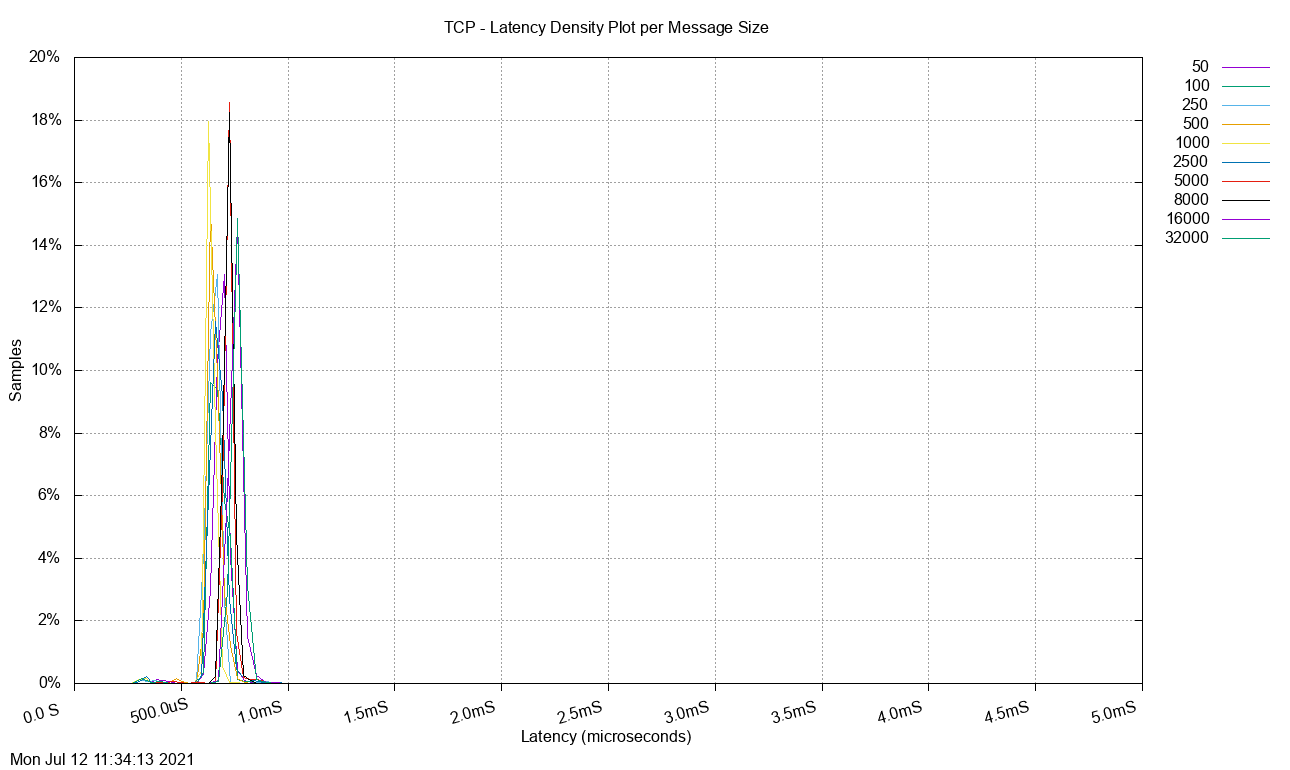 TCP - Latency Density Plot per Message Size
20%
18%
16%
14%
12%
10%
8%
6%
4%
2%
0%
Samples
0.0 S
500.0uS
1.0mS
1.5mS
2.0mS
2.5mS
3.0mS
3.5mS
4.0mS
4.5mS
5.0mS
Latency (microseconds)
50
100
250
500
1000
2500
5000
8000
16000
32000
Mon Jul 12 11:34:13 2021